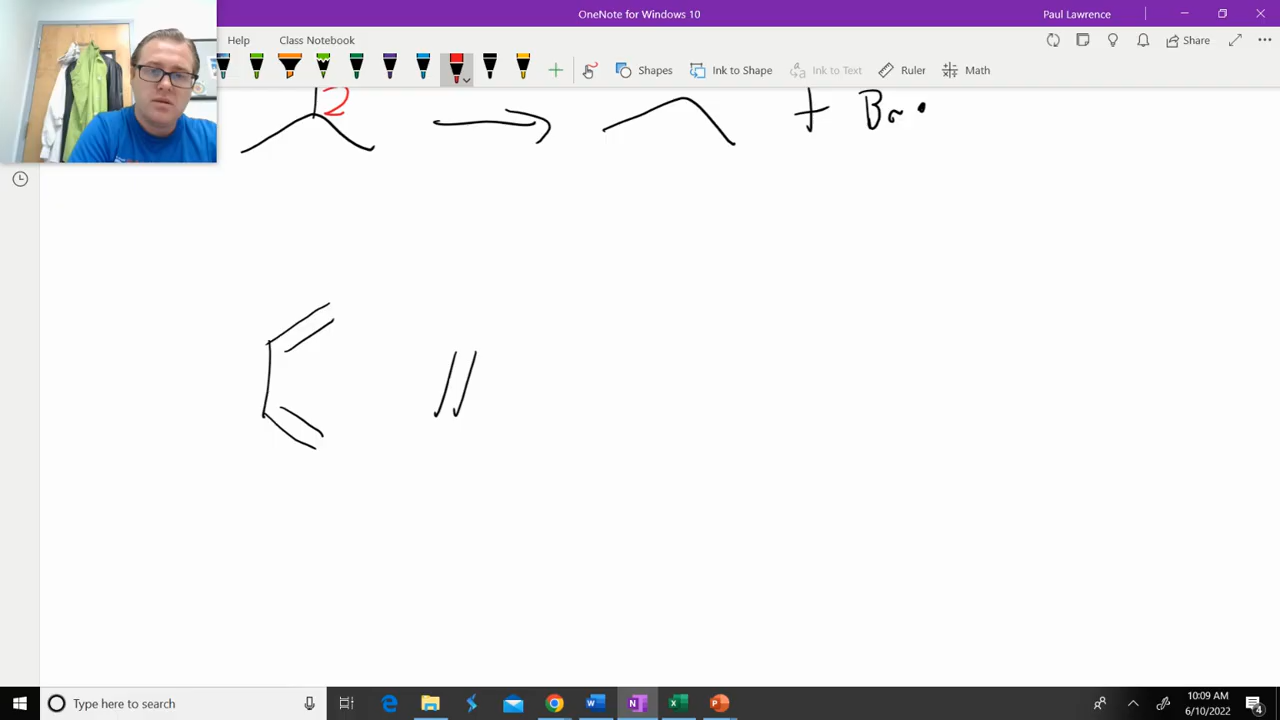 OneNote for Windows 10
Paul Lawrence
Help
Class Notebook
Shapes
Ink to Shape
Ink to Text
Ruler
Math
Share
2
+ Br •
Type here to search
10:09 AM
6/10/2022
4